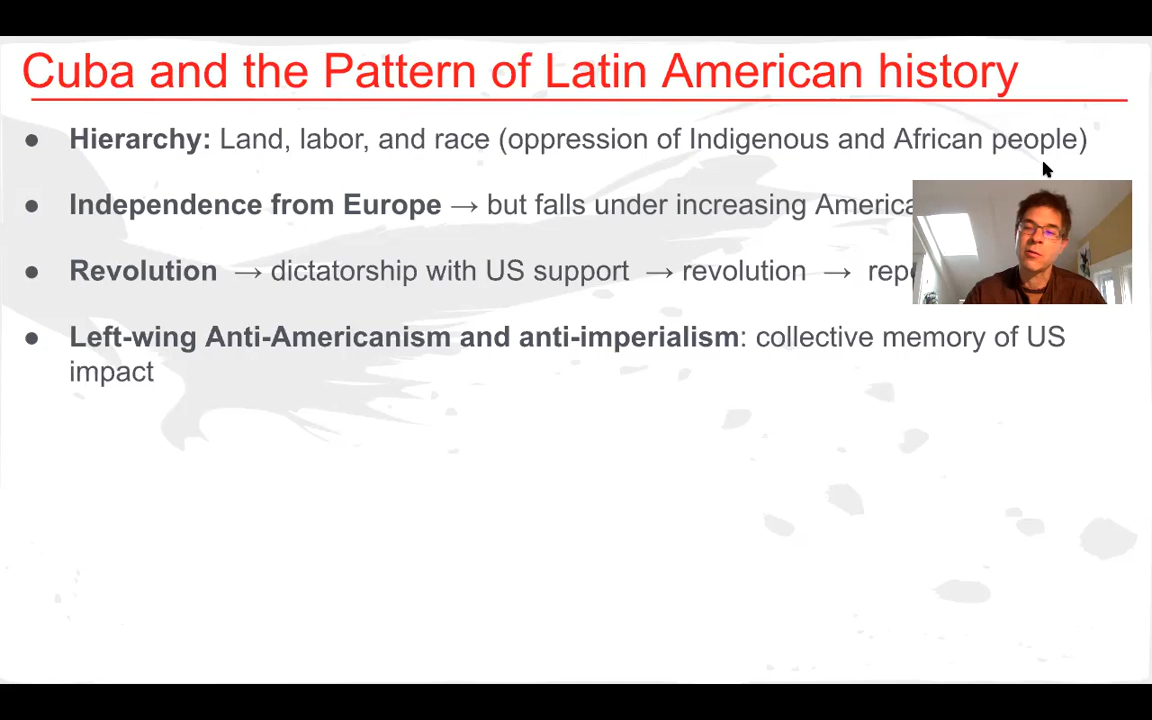 Cuba and the Pattern of Latin American history
● Hierarchy: Land, labor, and race (oppression of Indigenous and African people)
● Independence from Europe → but falls under increasing
● Revolution → dictatorship with US support → revolution →
● Left-wing Anti-Americanism and anti-imperialism: collective memory of US
impact